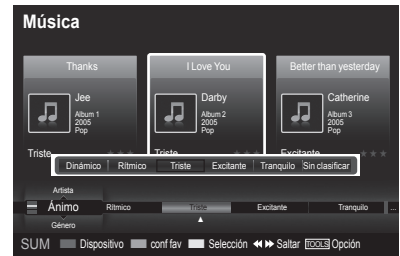 Música
Thanks I Love You Better than yesterday
Jee Darby Catherine
Album 1 Album 2 Album 3
2005 2005 2005
Pop Pop Pop
Triste Triste Excitante
Dinámico Rítmico Triste Excitante Tranquilo Sin clasificar
Artista
Ánimo Rítmico Triste Excitante Tranquilo ...
Género
SUM Dispositivo conf fav Selección Saltar TOOLS Opción